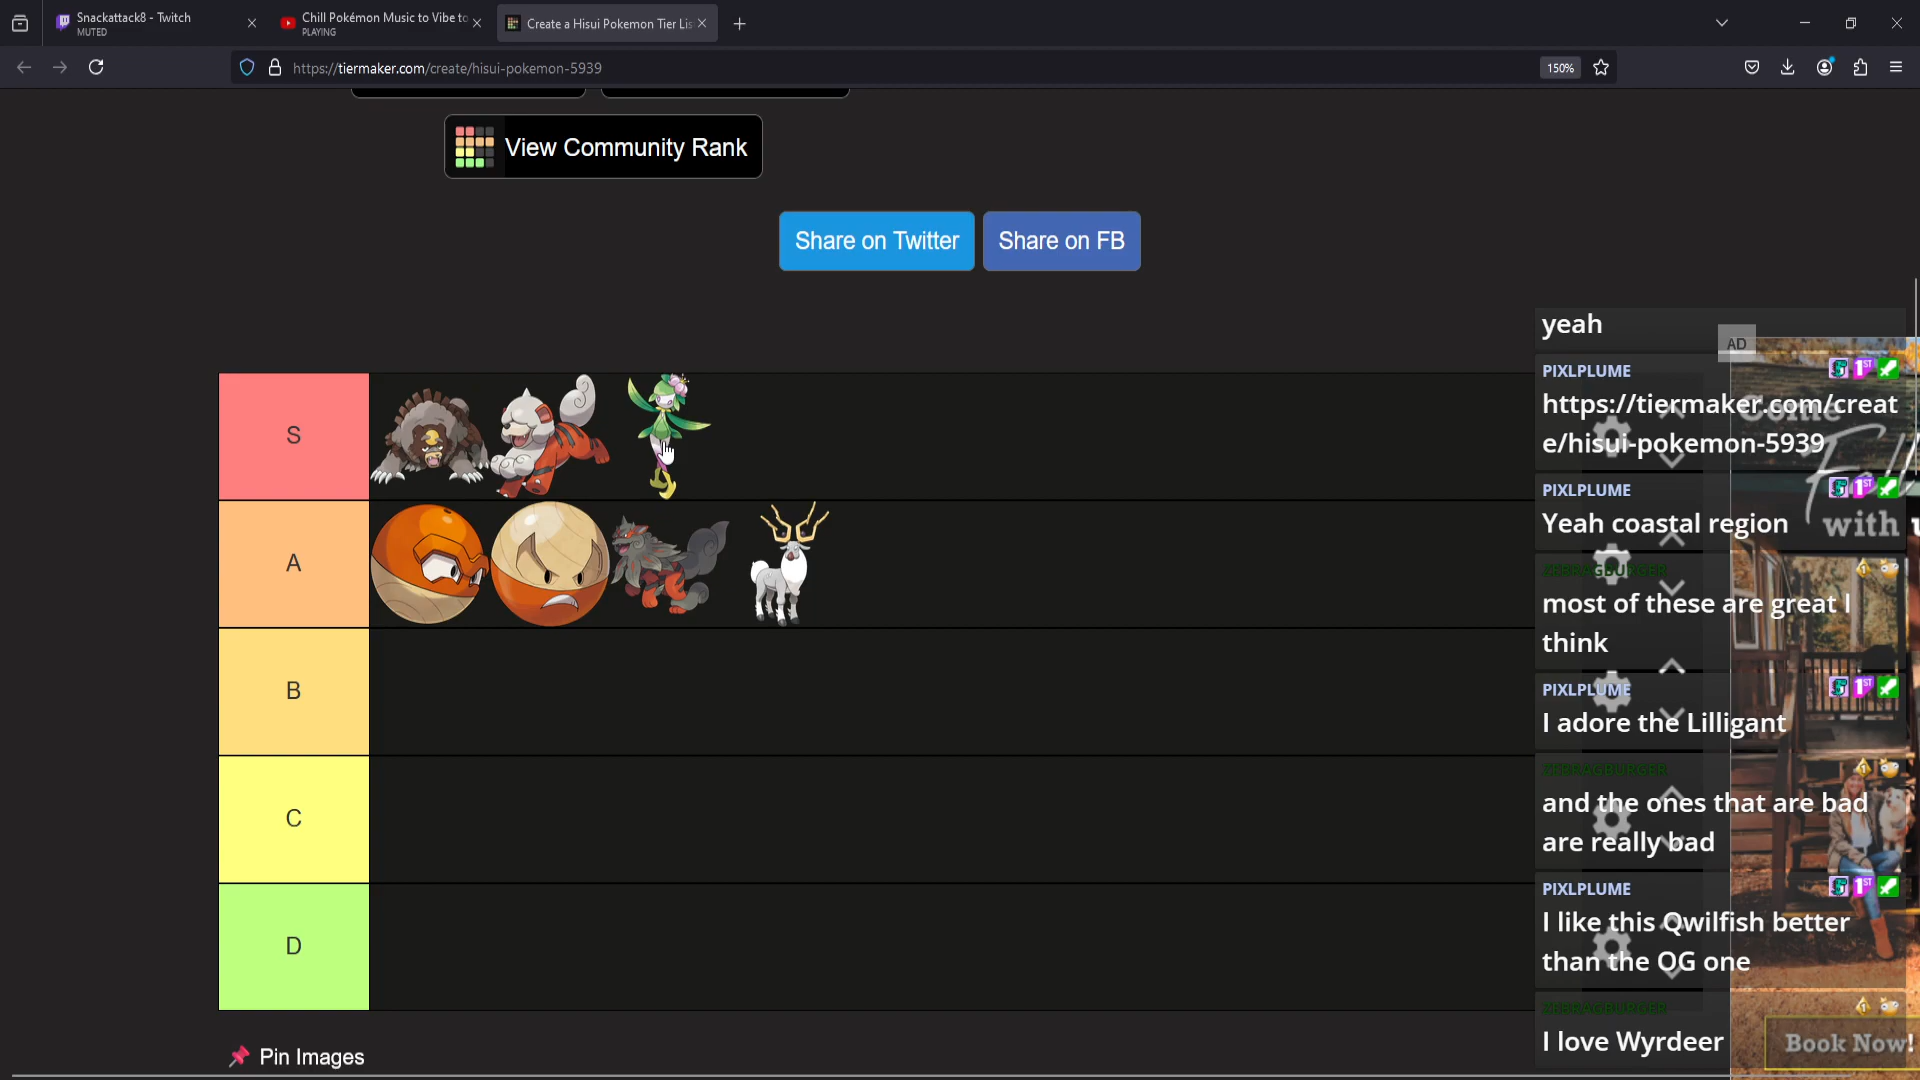 Snackattack8 - Twitch
MUTED
Chill Pokémon Music to Vibe to
PLAYING
Create a Hisui Pokemon Tier Lis
https://tiermaker.com/create/hisui-pokemon-5939
150%
View Community Rank
Share on Twitter
Share on FB
S
A
B
C
D
Pin Images
AD
with
Book Now!
yeah
PIXLPLUME
https://tiermaker.com/creat
e/hisui-pokemon-5939
PIXLPLUME
Yeah coastal region
ZEBRAGBURGER
most of these are great I
think
PIXLPLUME
I adore the Lilligant
ZEBRAGBURGER
and the ones that are bad
are really bad
PIXLPLUME
I like this Qwilfish better
than the OG one
ZEBRAGBURGER
I love Wyrdeer